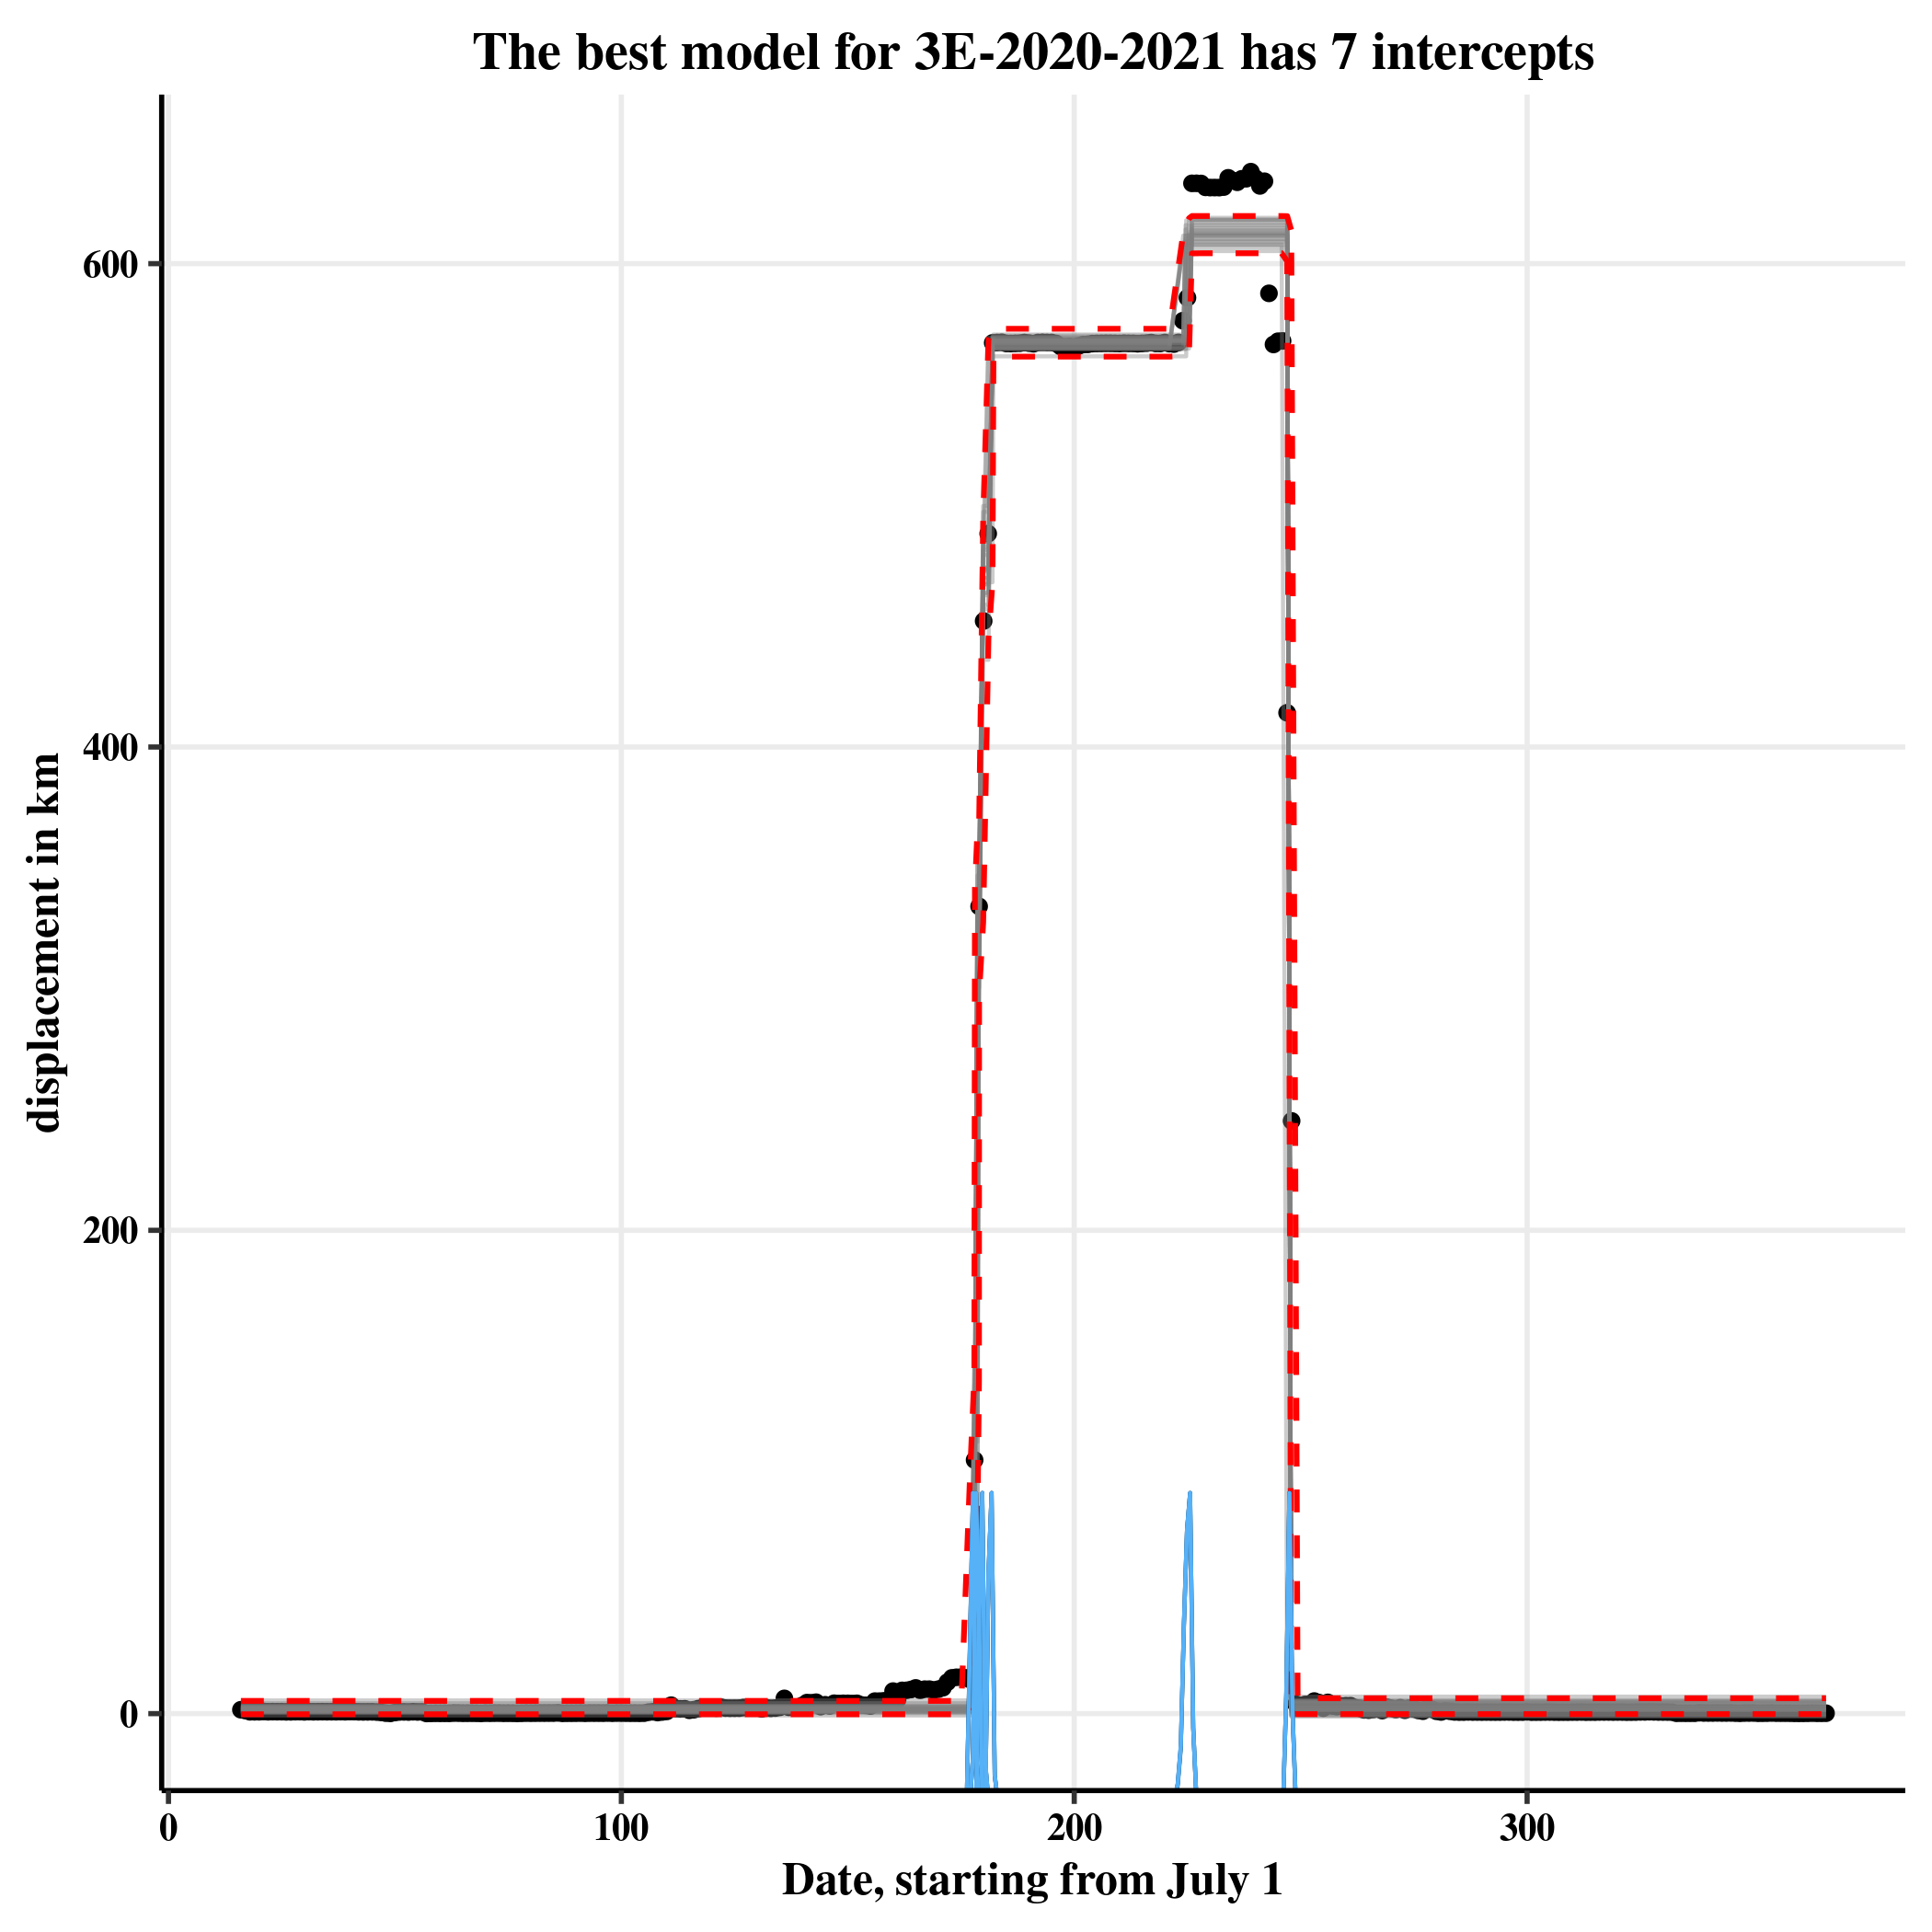 The best model for 3E-2020-2021 has 7 intercepts
displacement in km
600
400
200
0
0 100 200 300
Date, starting from July 1